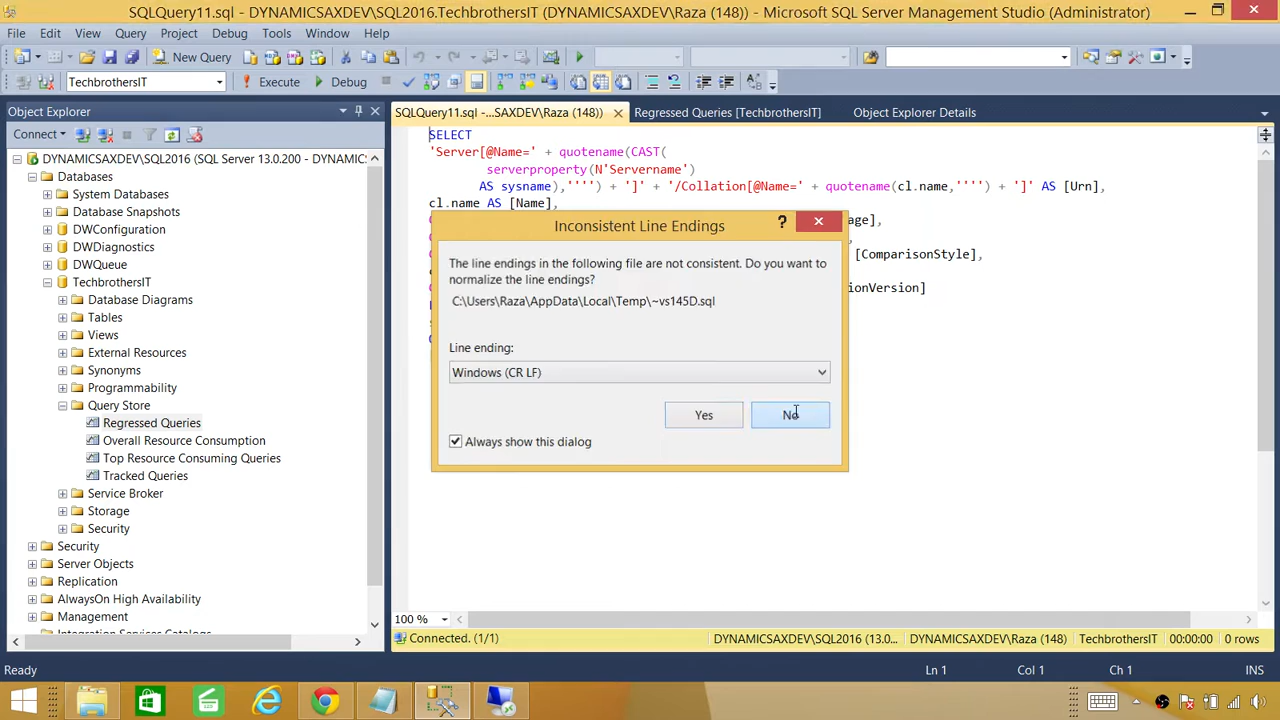 SQLQuery11.sql - DYNAMICSAXDEV\SQL2016.TechbrothersIT (DYNAMICSAXDEV\Raza (148)) - Microsoft SQL Server Management Studio (Administrator)
File Edit View Query Project Debug Tools Window Help
New Query
TechbrothersIT Execute Debug
Object Explorer
SQLQuery11.sql -...SAXDEV\Raza (148)) Regressed Queries [TechbrothersIT] Object Explorer Details
Connect
DYNAMICSAXDEV\SQL2016 (SQL Server 13.0.200 - DYNAMICSAX
Databases
System Databases
Database Snapshots
DWConfiguration
DWDiagnostics
DWQueue
TechbrothersIT
Database Diagrams
Tables
Views
External Resources
Synonyms
Programmability
Query Store
Regressed Queries
Overall Resource Consumption
Top Resource Consuming Queries
Tracked Queries
Service Broker
Storage
Security
Security
Server Objects
Replication
AlwaysOn High Availability
Management
Integration Services Catalogs
SELECT
'Server[@Name=' + quotename(CAST(
serverproperty(N'Servername')
AS sysname),'''') + ']' + '/Collation[@Name=' + quotename(cl.name,'''') + ']' AS [Urn],
cl.name AS [Name],
age],
[ComparisonStyle],
ionVersion]
Inconsistent Line Endings
?
The line endings in the following file are not consistent. Do you want to
normalize the line endings?
C:\Users\Raza\AppData\Local\Temp\~vs145D.sql
Line ending:
Windows (CR LF)
Yes No
Always show this dialog
100 %
Connected. (1/1) DYNAMICSAXDEV\SQL2016 (13.0... DYNAMICSAXDEV\Raza (148) TechbrothersIT 00:00:00 0 rows
Ready Ln 1 Col 1 Ch 1 INS